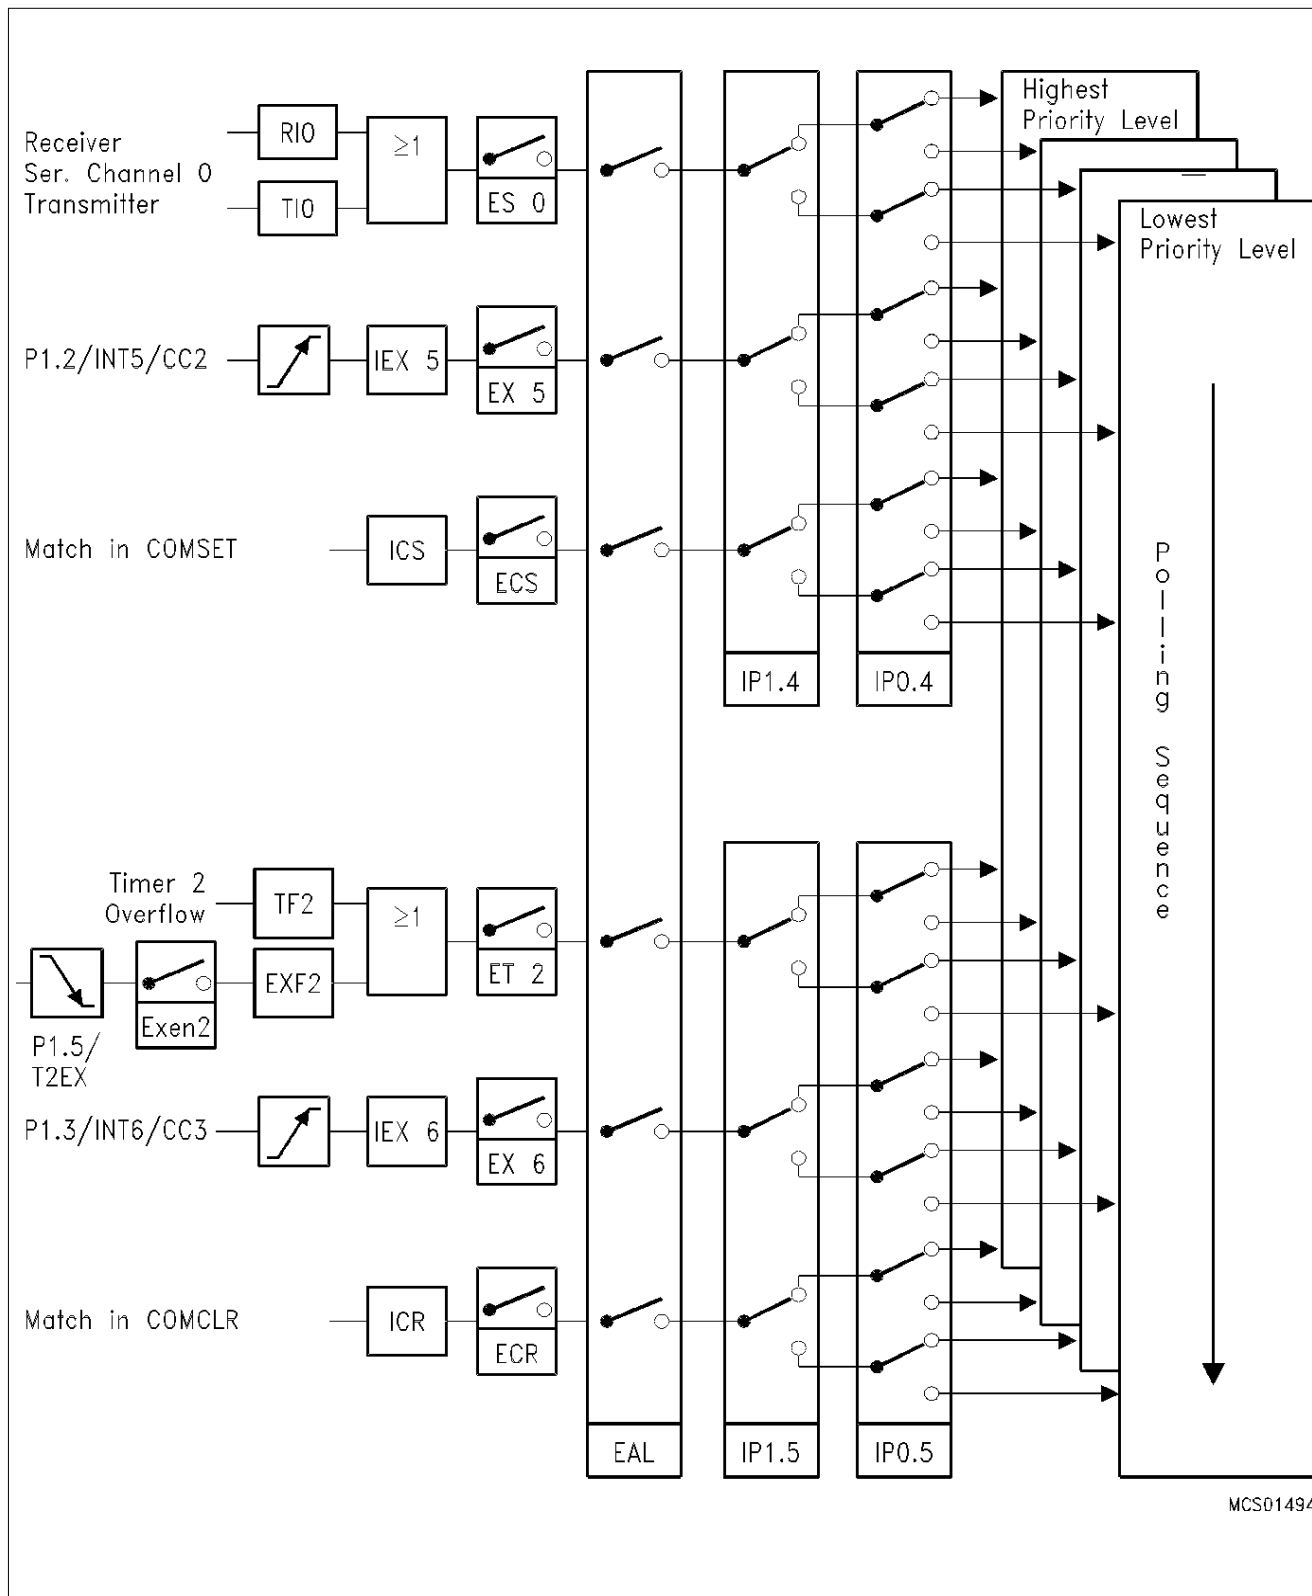 Highest
Priority Level
Lowest
Priority Level
Receiver
Ser. Channel 0
Transmitter
RI0
TI0
≥1
ES 0
P1.2/INT5/CC2
IEX 5
EX 5
Match in COMSET
ICS
ECS
IP1.4
IP0.4
Polling Sequence
Timer 2
Overflow
TF2
≥1
ET 2
EXF2
Exen2
P1.5/
T2EX
P1.3/INT6/CC3
IEX 6
EX 6
Match in COMCLR
ICR
ECR
EAL
IP1.5
IP0.5
MCS01494